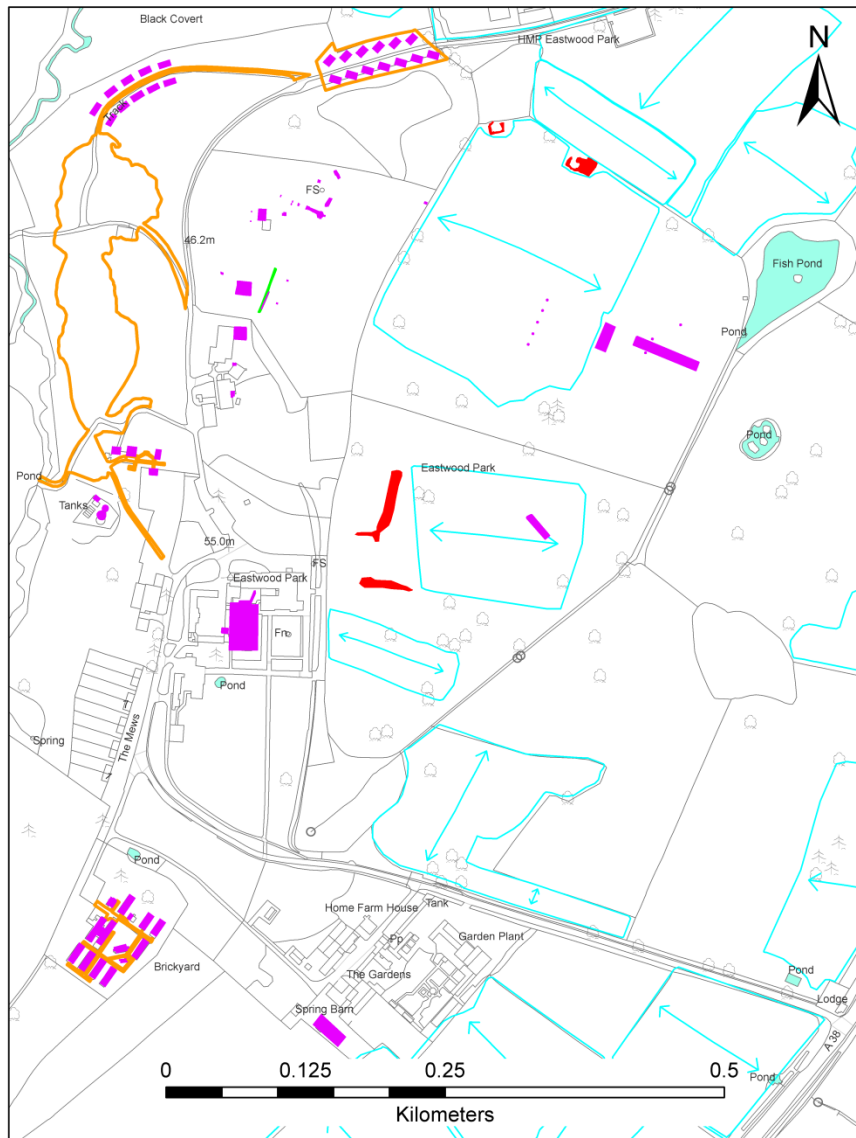 Black Covert
HMP Eastwood Park
N
Track
FS
46.2m
Fish Pond
Pond
Pond
Eastwood Park
Pond
Tanks
55.0m
FS
Eastwood Park
Fn
Pond
The Mews
Spring
Pond
Home Farm House
Tank
Pp
Garden Plant
Brickyard
The Gardens
Pond
Lodge
Spring Barn
A 38
0 0.125 0.25 0.5
Pond
Kilometers